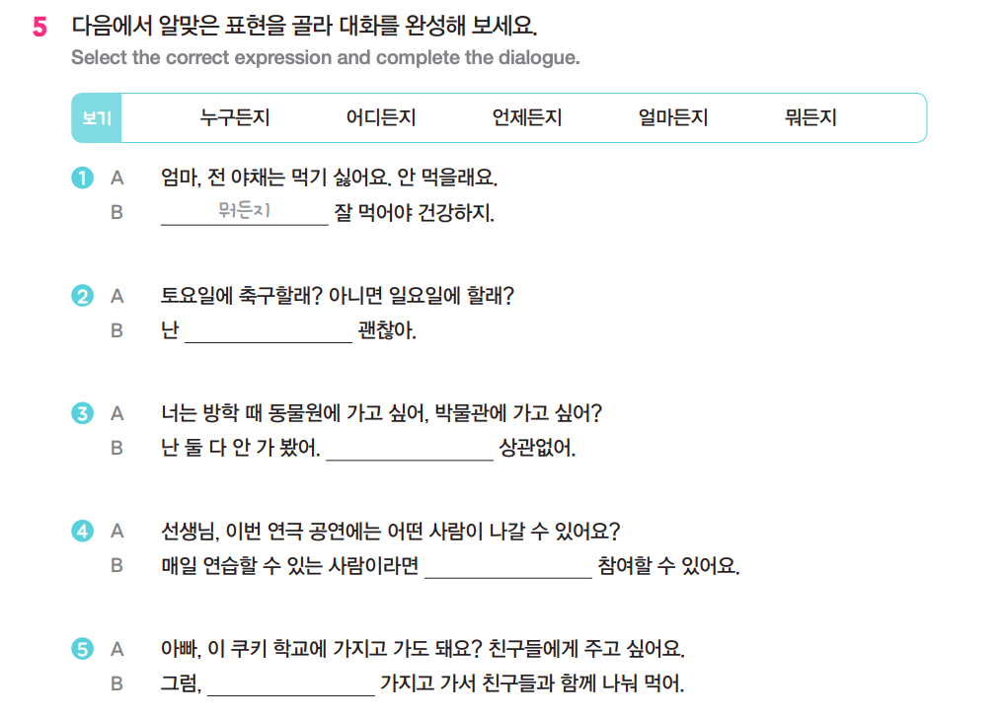 5 다음에서 알맞은 표현을 골라 대화를 완성해 보세요.
Select the correct expression and complete the dialogue.
보기 누구든지 어디든지 언제든지 얼마든지 뭐든지
1 A 엄마, 전 야채는 먹기 싫어요. 안 먹을래요.
B 뭐든지 잘 먹어야 건강하지.
2 A 토요일에 축구할래? 아니면 일요일에 할래?
B 난 ____________ 괜찮아.
3 A 너는 방학 때 동물원에 가고 싶어, 박물관에 가고 싶어?
B 난 둘 다 안 가 봤어. ____________ 상관없어.
4 A 선생님, 이번 연극 공연에는 어떤 사람이 나갈 수 있어요?
B 매일 연습할 수 있는 사람이라면 ____________ 참여할 수 있어요.
5 A 아빠, 이 쿠키 학교에 가지고 가도 돼요? 친구들에게 주고 싶어요.
B 그럼, ____________ 가지고 가서 친구들과 함께 나눠 먹어.